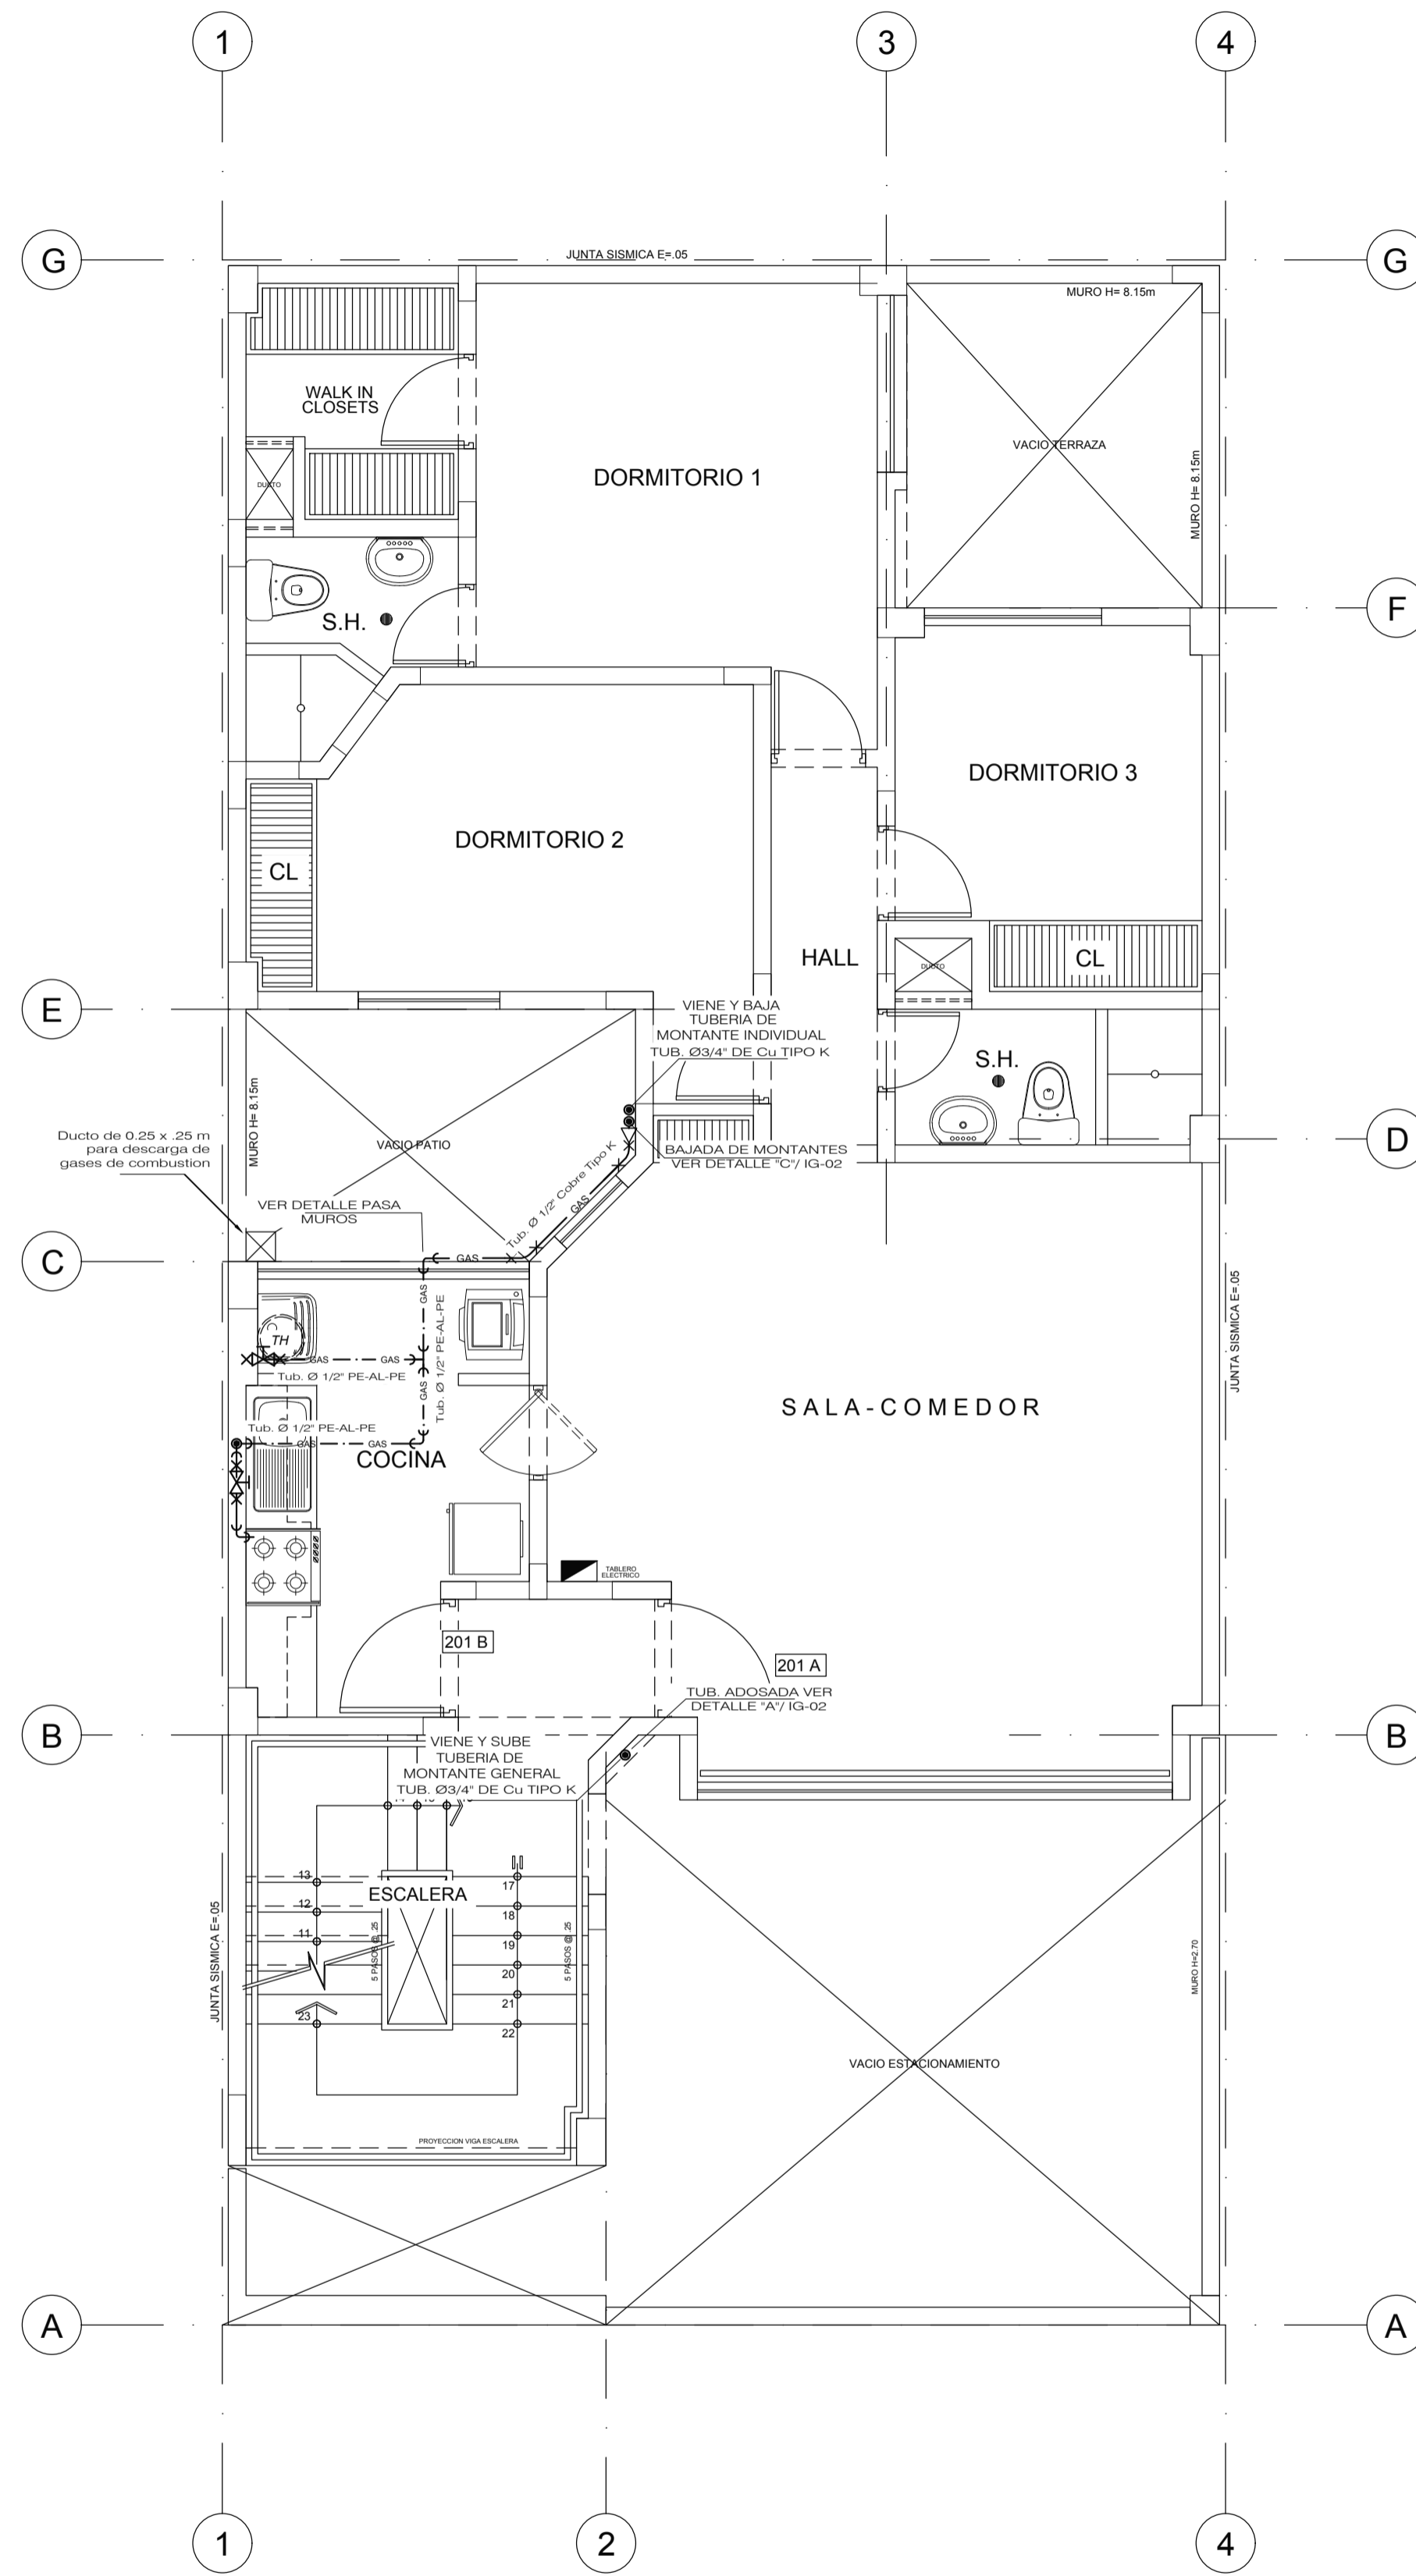 1
3
4
G
JUNTA SISMICA E=.05
G
MURO H= 8.15m
WALK IN
CLOSETS
VACIO TERRAZA
DORMITORIO 1
MURO H= 8.15m
DUCTO
F
S.H.
DORMITORIO 3
DORMITORIO 2
CL
HALL
CL
DUCTO
E
VIENE Y BAJA
TUBERIA DE
MONTANTE INDIVIDUAL
TUB. Ø3/4" DE Cu TIPO K
S.H.
MURO H= 8.15m
Ducto de 0.25 x .25 m
para descarga de
gases de combustion
VACIO PATIO
D
BAJADA DE MONTANTES
VER DETALLE "C"/ IG-02
Tub. Ø 1/2" Cobre Tipo K
GAS
VER DETALLE PASA
MUROS
C
GAS
GAS
Tub. Ø 1/2" PE-AL-PE
JUNTA SISMICA E=.05
TH
GAS
GAS
Tub. Ø 1/2" PE-AL-PE
GAS
SALA-COMEDOR
Tub. Ø 1/2" PE-AL-PE
GAS
GAS
COCINA
TABLERO
ELECTRICO
201 B
201 A
TUB. ADOSADA VER
DETALLE "A"/ IG-02
B
B
VIENE Y SUBE
TUBERIA DE
MONTANTE GENERAL
TUB. Ø3/4" DE Cu TIPO K
13
17
ESCALERA
12
18
11
19
20
21
23
22
5 PASOS @ .25
5 PASOS @ .25
JUNTA SISMICA E=.05
MURO H=2.70
VACIO ESTACIONAMIENTO
PROYECCION VIGA ESCALERA
A
A
1
2
4